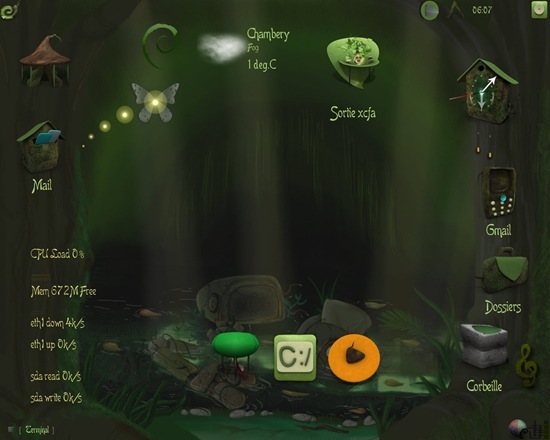 06:07
Chambery
Fog
1 deg.C
Sortie xcfa
Mail
Gmail
CPU Load 0%
Mem 672M Free
Dossiers
eth1 down 4k/s
eth1 up 0k/s
C:/
sda read 0k/s
Corbeille
sda write 0k/s
[ Terminal ]